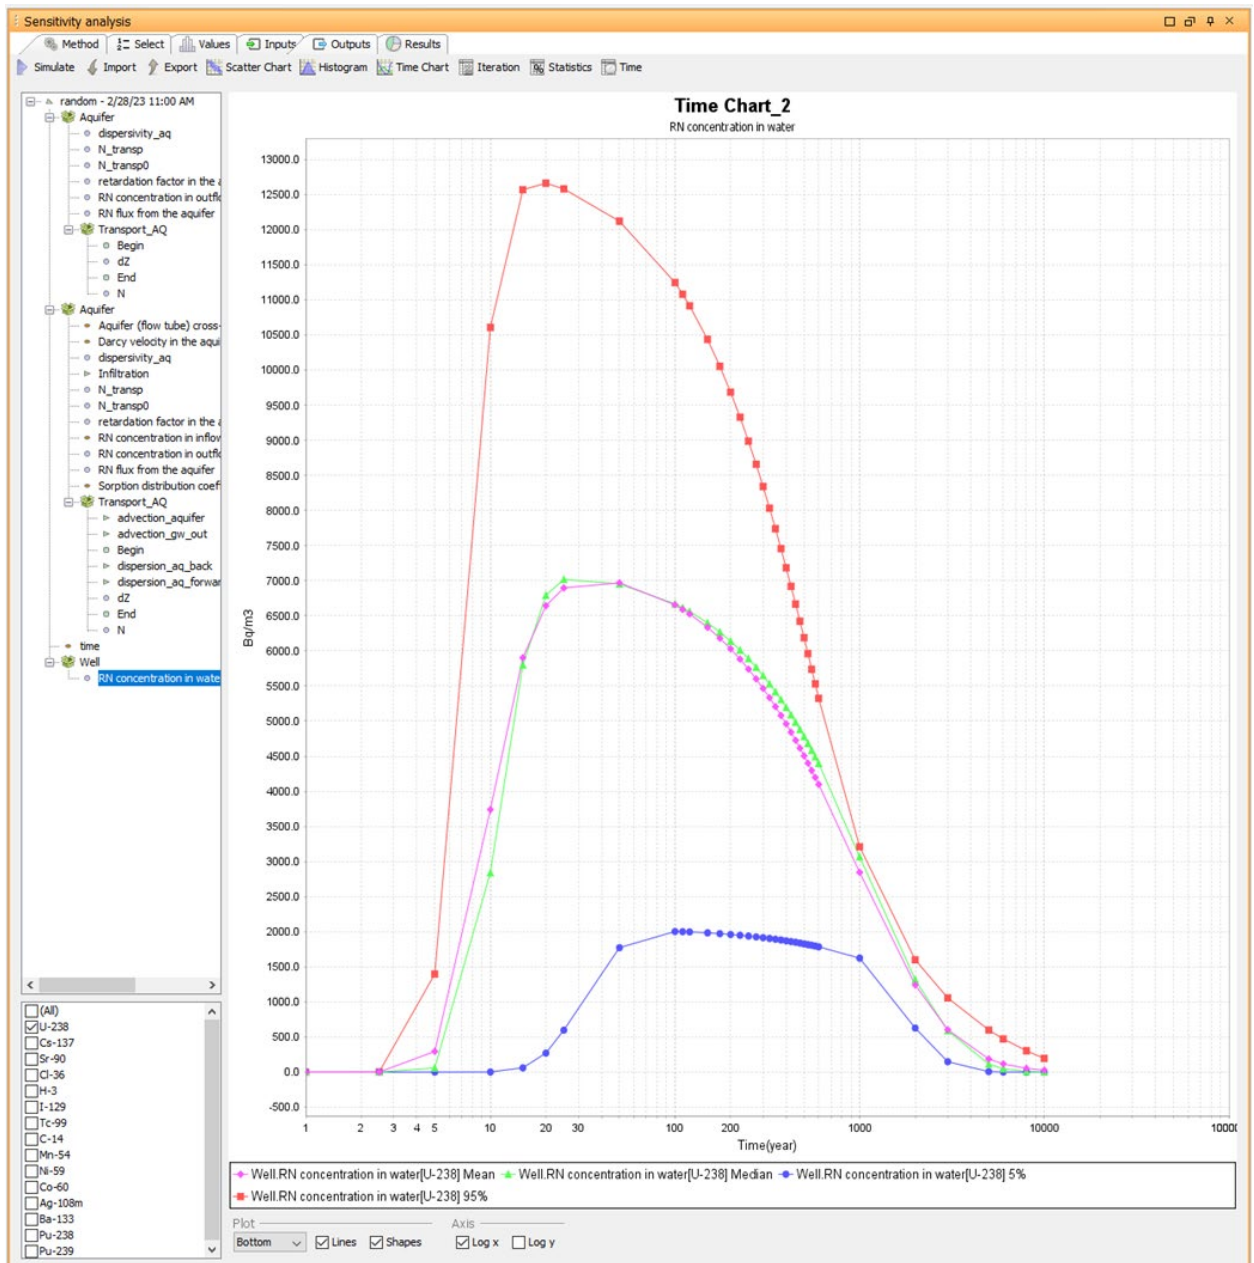 Sensitivity analysis
Method Select Values Inputs Outputs Results
Simulate Import Export Scatter Chart Histogram Time Chart Iteration Statistics Time
random - 2/28/23 11:00 AM
Aquifer
dispersivity_aq
N_transp
N_transp0
retardation factor in the a
RN concentration in outflo
RN flux from the aquifer
Transport_AQ
Begin
dZ
End
N
Aquifer
Aquifer (flow tube) cross-
Darcy velocity in the aqui
dispersivity_aq
Infiltration
N_transp
N_transp0
retardation factor in the a
RN concentration in inflow
RN concentration in outflo
RN flux from the aquifer
Sorption distribution coeff
Transport_AQ
advection_aquifer
advection_gw_out
Begin
dispersion_aq_back
dispersion_aq_forwar
dZ
End
N
time
Well
RN concentration in wate
(All)
U-238
Cs-137
Sr-90
Cl-36
H-3
I-129
Tc-99
C-14
Mn-54
Ni-59
Co-60
Ag-108m
Ba-133
Pu-238
Pu-239
Time Chart_2
RN concentration in water
13000.0
12500.0
12000.0
11500.0
11000.0
10500.0
10000.0
9500.0
9000.0
8500.0
8000.0
7500.0
7000.0
6500.0
6000.0
5500.0
5000.0
4500.0
4000.0
3500.0
3000.0
2500.0
2000.0
1500.0
1000.0
500.0
0.0
-500.0
Bq/m3
1 2 3 4 5 10 20 30 100 200 1000 10000 10000
Time(year)
Well.RN concentration in water[U-238] Mean Well.RN concentration in water[U-238] Median Well.RN concentration in water[U-238] 5%
Well.RN concentration in water[U-238] 95%
Plot Axis
Bottom Lines Shapes Log x Log y